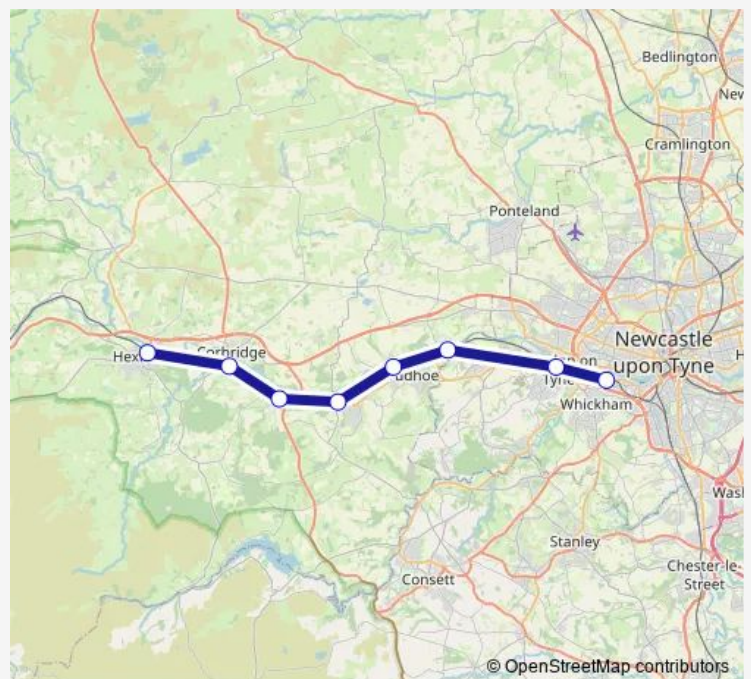 Bedlington
Cramlington
Ponteland
Newcastle
upon Tyne
Corbridge
Whickham
Stanley
Consett
Chester-le-
Street
© OpenStreetMap contributors